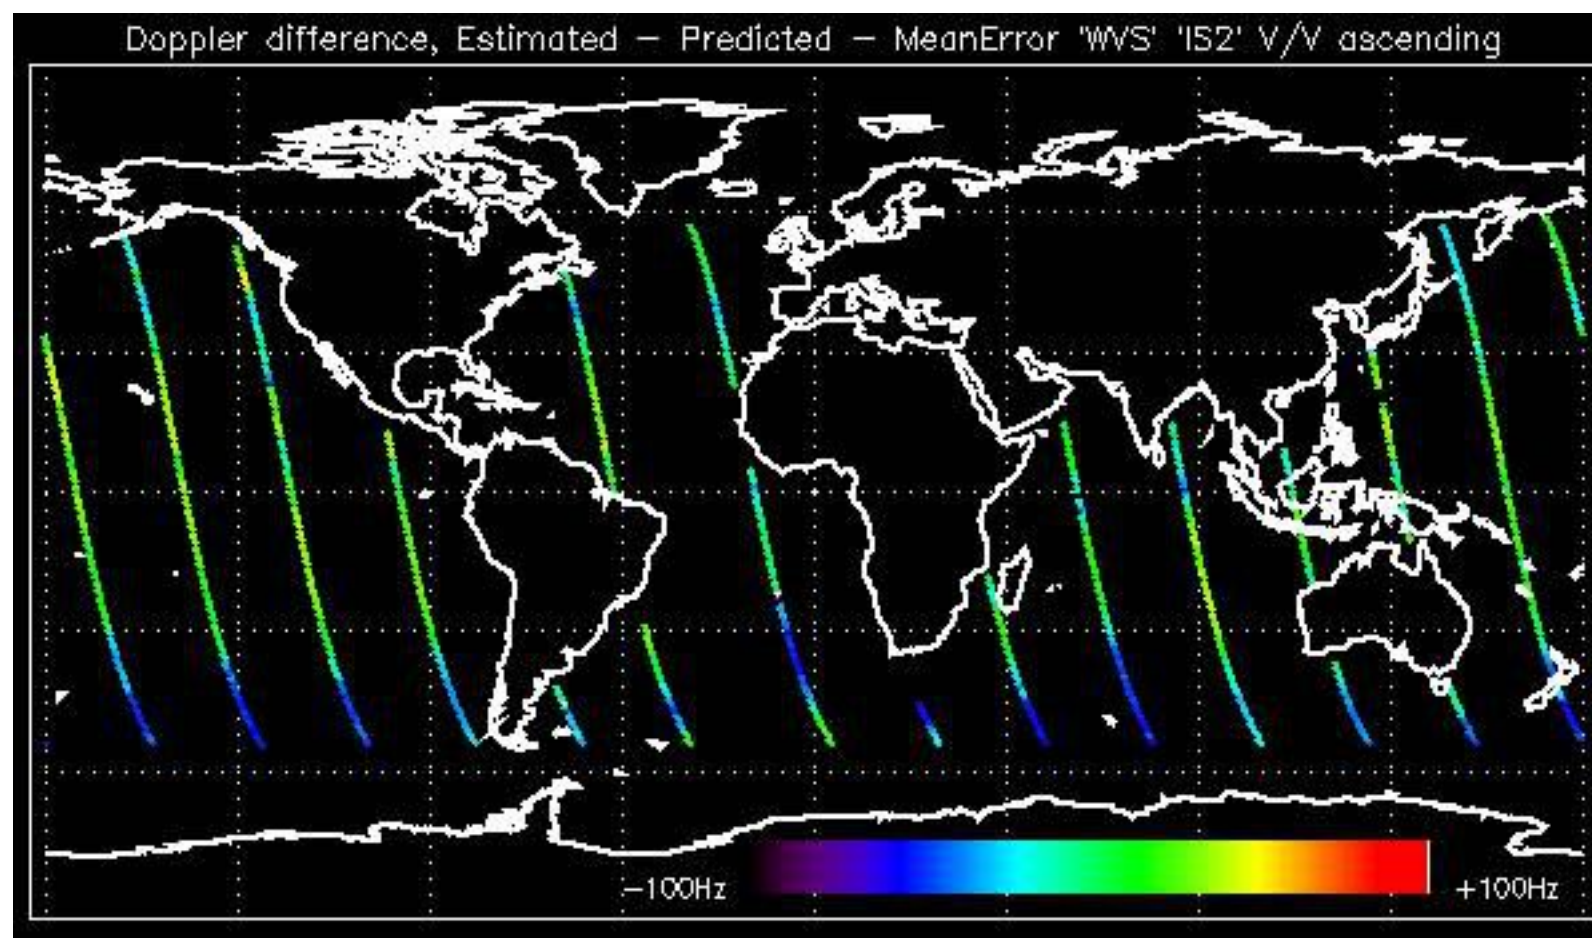 Doppler difference, Estimated – Predicted – MeanError 'WVS' 'IS2' V/V ascending
–100Hz +100Hz